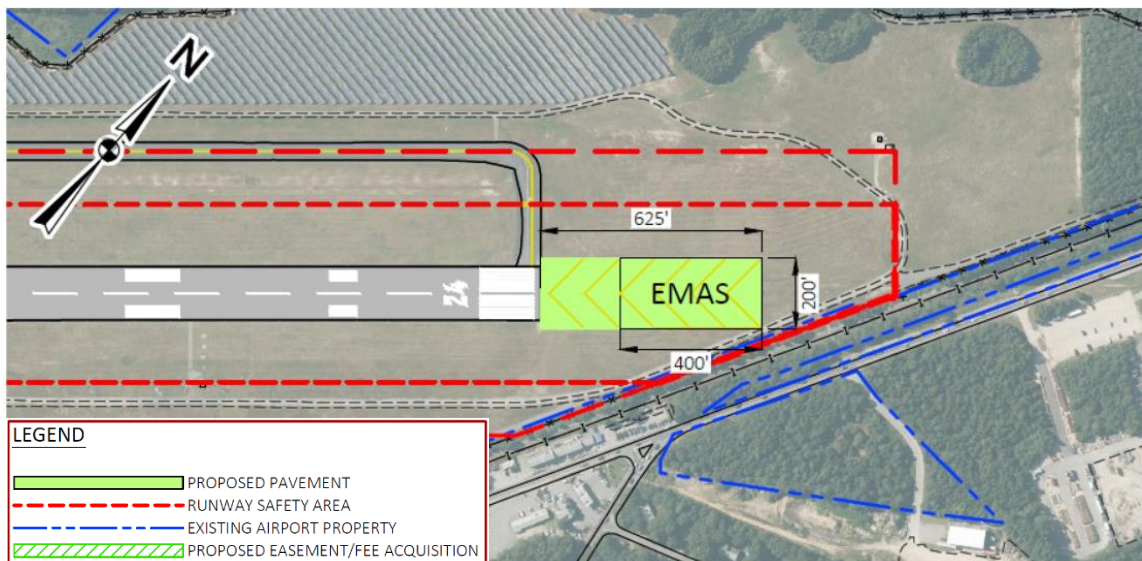 N
625'
24
EMAS
200'
400'
LEGEND
PROPOSED PAVEMENT
RUNWAY SAFETY AREA
EXISTING AIRPORT PROPERTY
PROPOSED EASEMENT/FEE ACQUISITION